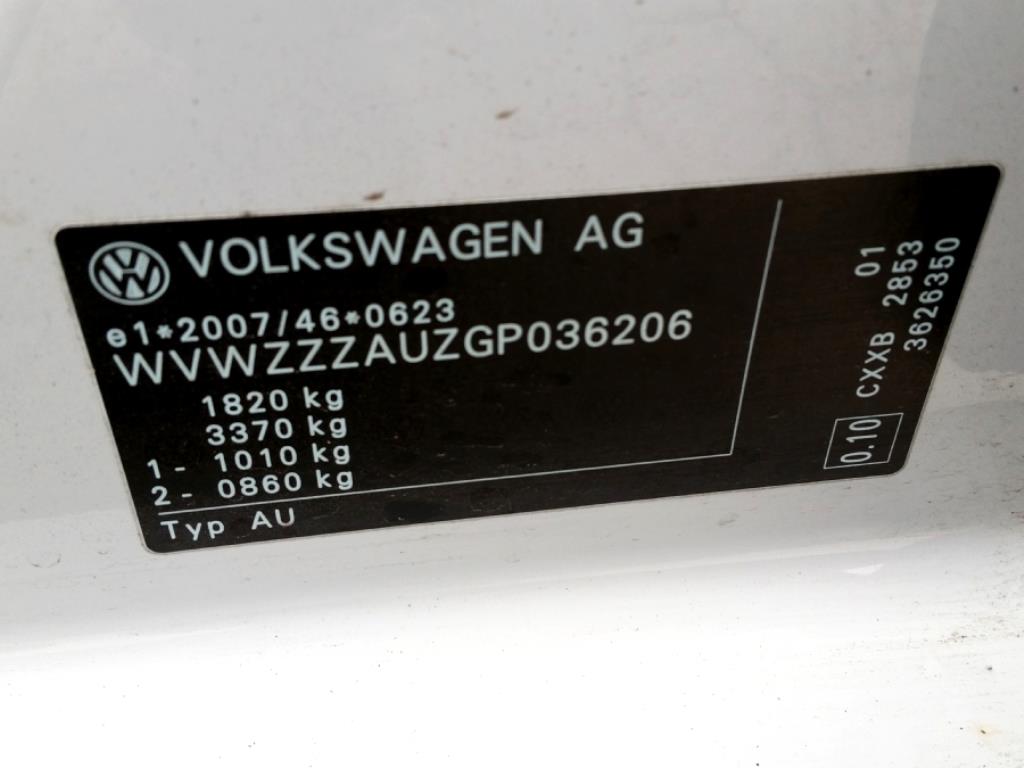 VOLKSWAGEN AG
e1*2007/46*0623
WVWZZZAUZGP036206
1820 kg
3370 kg
1- 1010 kg
2- 0860 kg
Typ AU
0.10
CXXB 01
2853
3626350